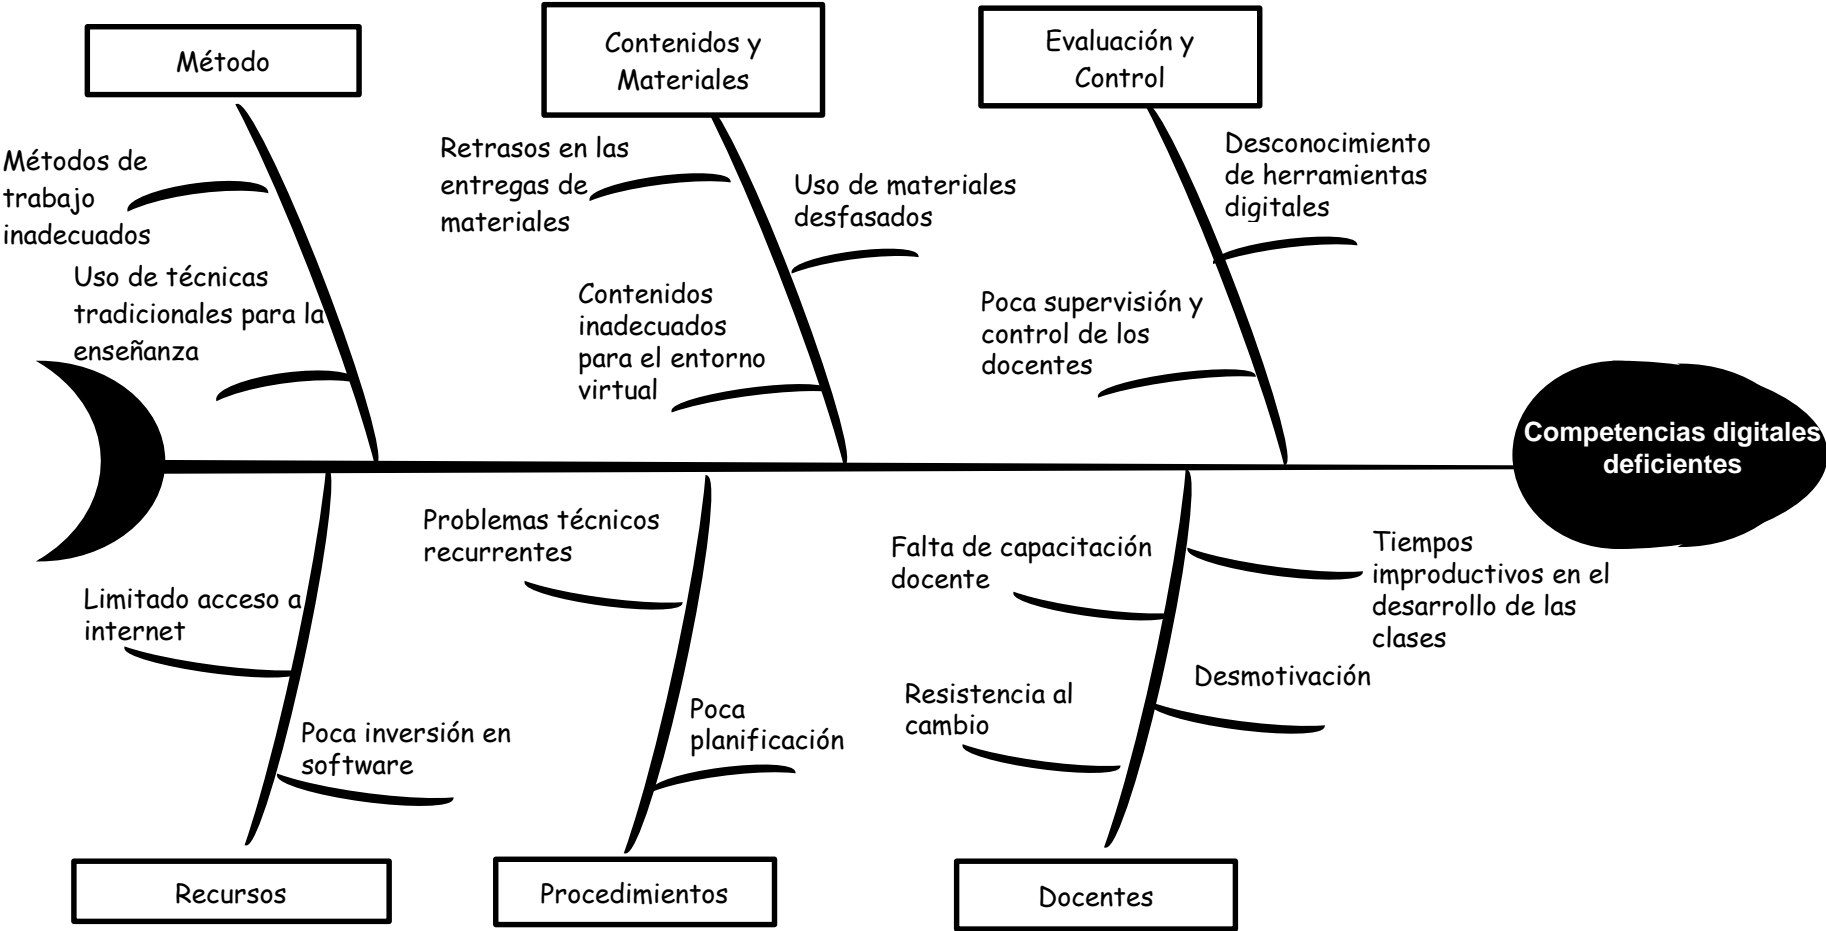 Método
Contenidos y
Materiales
Evaluación y
Control
Métodos de
trabajo
inadecuados
Uso de técnicas
tradicionales para la
enseñanza
Retrasos en las
entregas de
materiales
Uso de materiales
desfasados
Contenidos
inadecuados
para el entorno
virtual
Desconocimiento
de herramientas
digitales
Poca supervisión y
control de los
docentes
Competencias digitales
deficientes
Limitado acceso a
internet
Poca inversión en
software
Problemas técnicos
recurrentes
Poca
planificación
Falta de capacitación
docente
Tiempos
improductivos en el
desarrollo de las
clases
Resistencia al
cambio
Desmotivación
Recursos
Procedimientos
Docentes